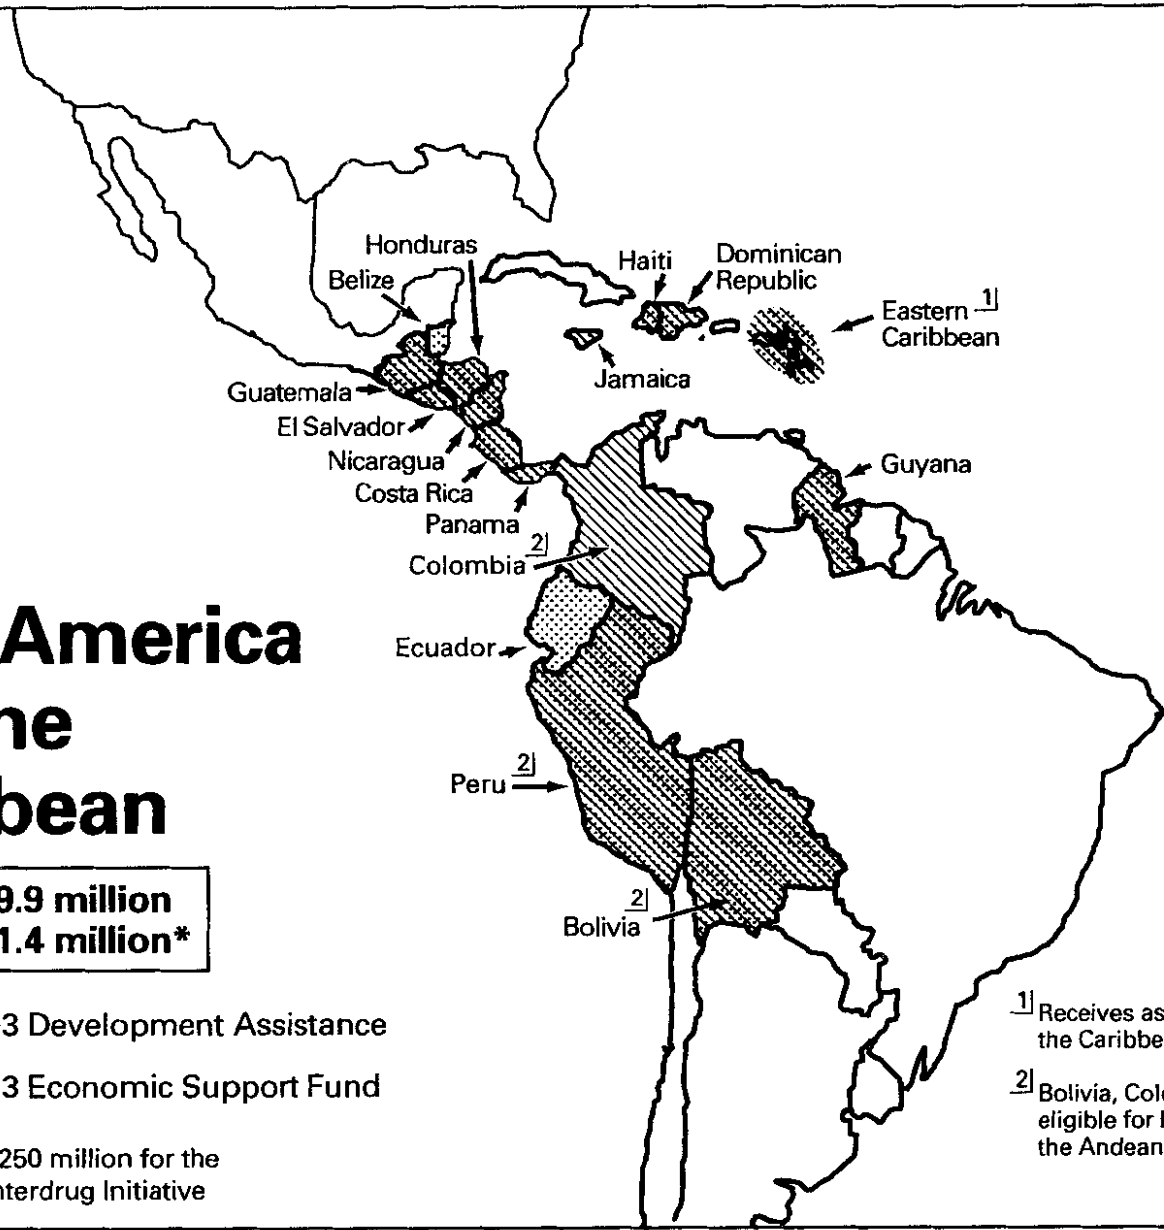 Honduras
Belize
Haiti
Dominican
Republic
Eastern 1
Caribbean
Jamaica
Guatemala
El Salvador
Nicaragua
Costa Rica
Panama
Guyana
Colombia 2
America
Ecuador
ne
Peru 2
bean
9.9 million
1.4 million*
Bolivia 2
3 Development Assistance
3 Economic Support Fund
250 million for the
nterdrug Initiative
1 Receives as
the Caribbe
2 Bolivia, Col
eligible for
the Andean